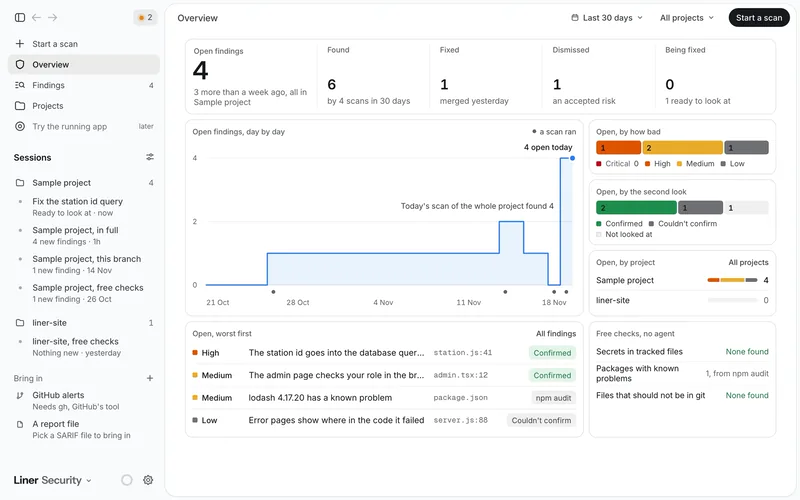 2
Start a scan
Overview
Findings 4
Projects
Try the running app later
Sessions
Sample project 4
Fix the station id query
Ready to look at · now
Sample project, in full
4 new findings · 1h
Sample project, this branch
1 new finding · 14 Nov
Sample project, free checks
1 new finding · 26 Oct
liner-site 1
liner-site, free checks
Nothing new · yesterday
Bring in
GitHub alerts
Needs gh, GitHub's tool
A report file
Pick a SARIF file to bring in
Liner Security
Overview
Last 30 days
All projects
Start a scan
Open findings
4
3 more than a week ago, all in
Sample project
Found
6
by 4 scans in 30 days
Fixed
1
merged yesterday
Dismissed
1
an accepted risk
Being fixed
0
1 ready to look at
Open findings, day by day
a scan ran
4 open today
Today's scan of the whole project found 4
4
2
0
21 Oct 28 Oct 4 Nov 11 Nov 18 Nov
Open, by how bad
1 2 1
Critical 0 High Medium Low
Open, by the second look
2 1 1
Confirmed Couldn't confirm
Not looked at
Open, by project All projects
Sample project 4
liner-site 0
Open, worst first All findings
High The station id goes into the database quer... station.js:41 Confirmed
Medium The admin page checks your role in the br... admin.tsx:12 Confirmed
Medium lodash 4.17.20 has a known problem package.json npm audit
Low Error pages show where in the code it failed server.js:88 Couldn't confirm
Free checks, no agent
Secrets in tracked files None found
Packages with known
problems 1, from npm audit
Files that should not be in git None found